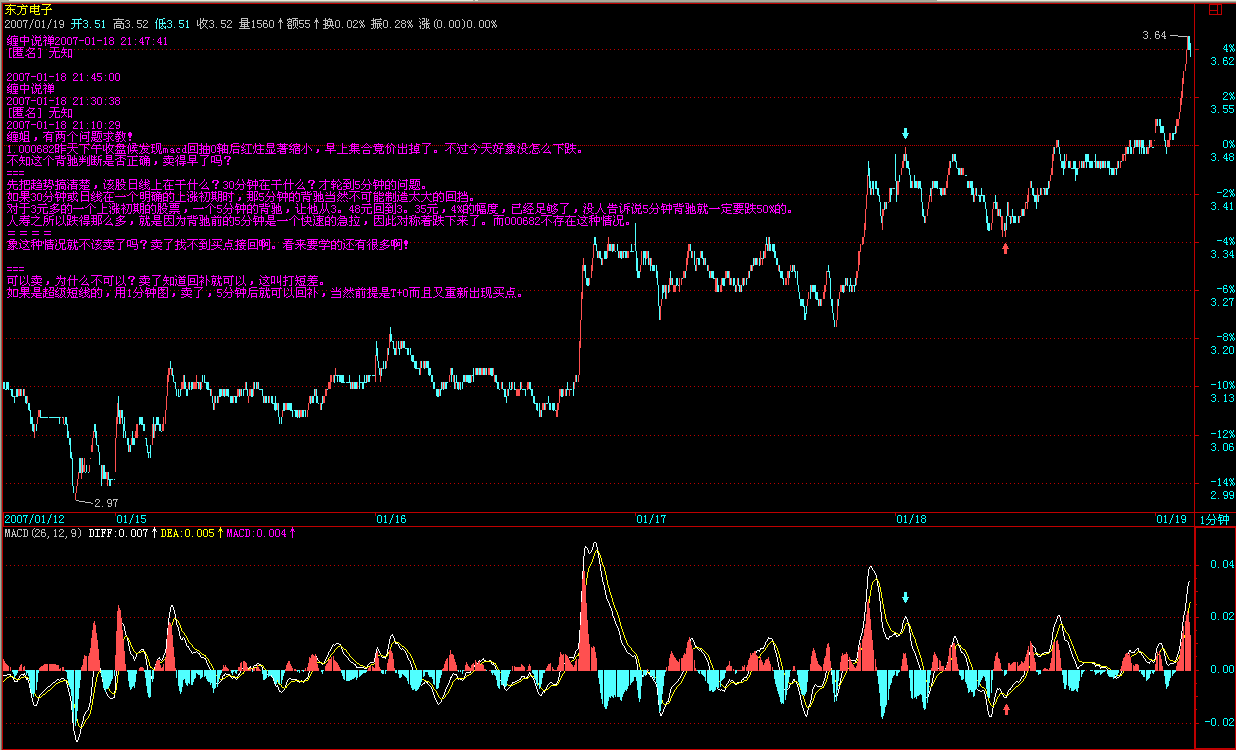 东方电子
2007/01/19 开3.51 高3.52 低3.51 收3.52 量1560↑额55↑换0.02% 振0.28% 涨(0.00)0.00%
缠中说禅2007-01-18 21:47:41
[匿名] 无知
2007-01-18 21:45:00
缠中说禅
2007-01-18 21:30:38
[匿名] 无知
2007-01-18 21:10:29
缠姐，有两个问题求教！
1.000682昨天下午收盘候发现macd回抽0轴后红炷显著缩小，早上集合竞价出掉了。不过今天好象没怎么下跌。
不知这个背驰判断是否正确，卖得早了吗？
===
先把趋势搞清楚，该股日线上在干什么？30分钟在干什么？才轮到5分钟的问题。
如果30分钟或日线在一个明确的上涨初期时，那5分钟的背驰当然不可能制造太大的回挡。
对于3元多的一个上涨初期的股票，一个5分钟的背驰，让他从3。48元回到3。35元，4%的幅度，已经足够了，没人告诉说5分钟背驰就一定要跌50%的。
人寿之所以跌得那么多，就是因为背驰前的5分钟是一个快速的急拉，因此对称着跌下来了。而000682不存在这种情况。
＝＝＝＝
象这种情况就不该卖了吗？卖了找不到买点接回啊。看来要学的还有很多啊！
===
可以卖，为什么不可以？卖了知道回补就可以，这叫打短差。
如果是超级短线的，用1分钟图，卖了，5分钟后就可以回补，当然前提是T+0而且又重新出现买点。
3.64
4%
3.62
2%
3.55
0%
3.48
-2%
3.41
-4%
3.34
-6%
3.27
-8%
3.20
-10%
3.13
-12%
3.06
-14%
2.99
2.97
2007/01/12 01/15 01/16 01/17 01/18 01/19 1分钟
MACD(26,12,9) DIFF:0.007↑DEA:0.005↑MACD:0.004↑
0.04
0.02
0.00
-0.02